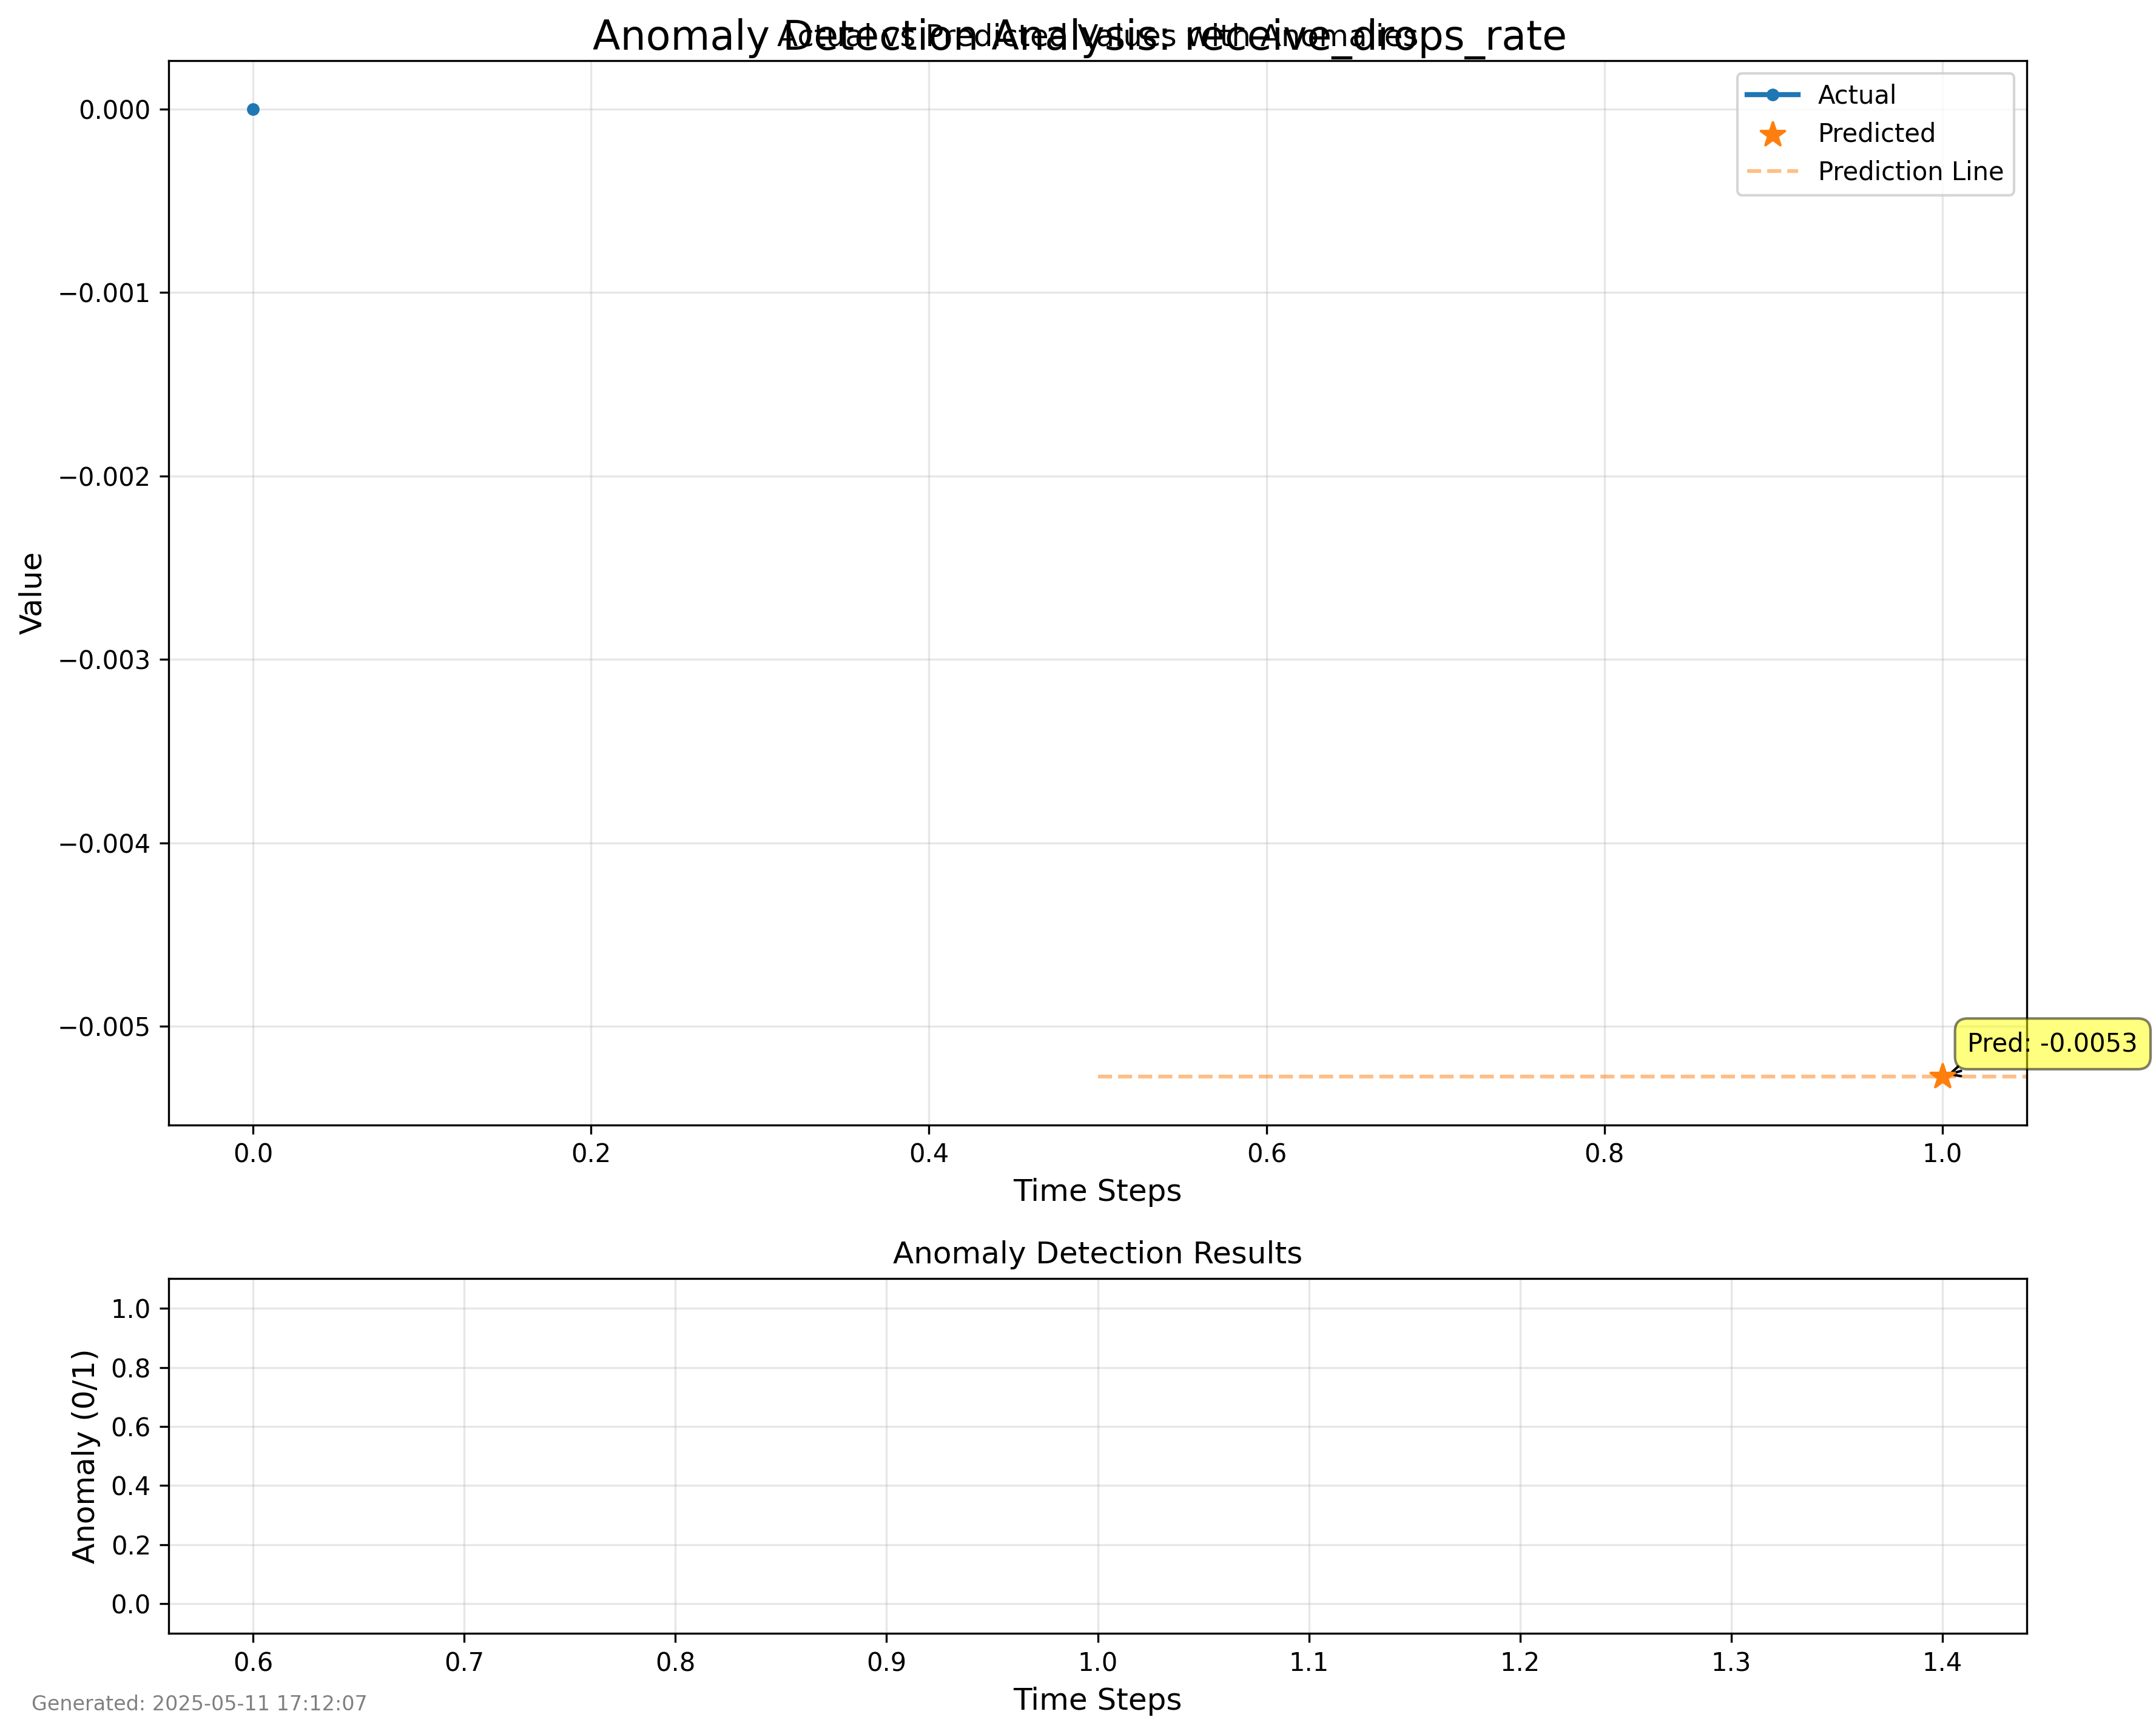 Anomaly Detection Analysis: receive_drops_rate
Actual vs Predicted Values with Anomalies
Actual
Predicted
Prediction Line
0.000
−0.001
−0.002
−0.003
−0.004
−0.005
Value
Pred: -0.0053
0.0 0.2 0.4 0.6 0.8 1.0
Time Steps
Anomaly Detection Results
1.0
0.8
0.6
0.4
0.2
0.0
Anomaly (0/1)
0.6 0.7 0.8 0.9 1.0 1.1 1.2 1.3 1.4
Time Steps
Generated: 2025-05-11 17:12:07